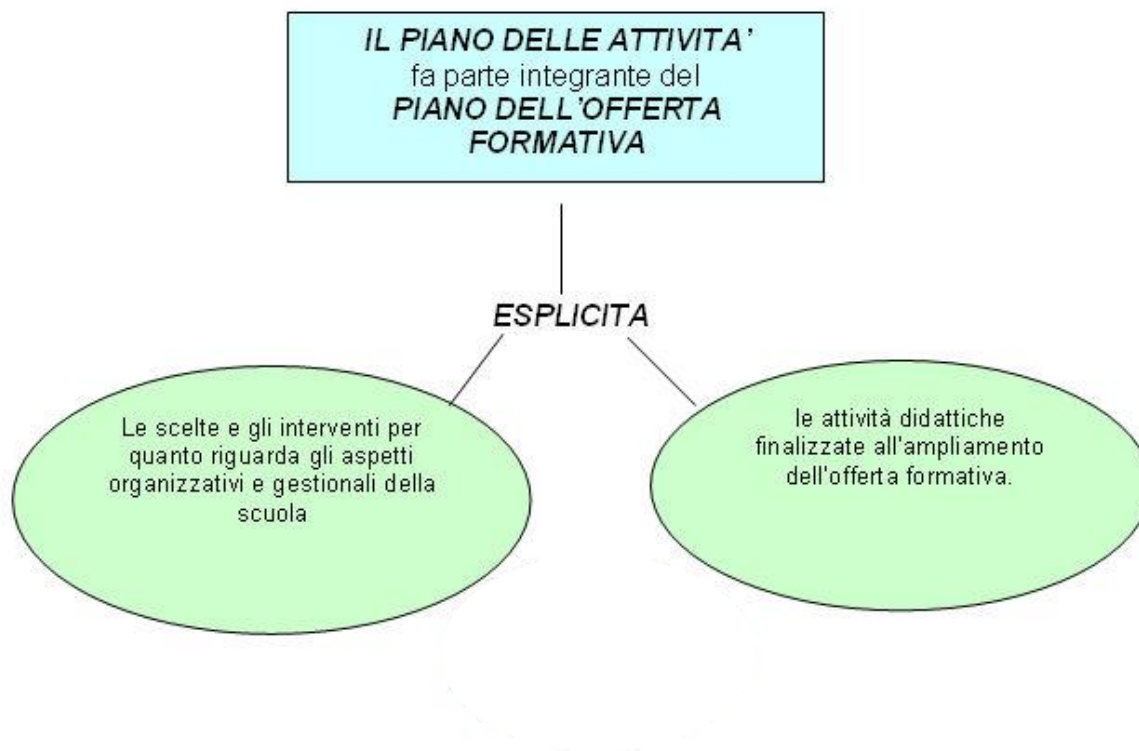 IL PIANO DELLE ATTIVITA'
fa parte integrante del
PIANO DELL'OFFERTA
FORMATIVA
ESPLICITA
Le scelte e gli interventi per
quanto riguarda gli aspetti
organizzativi e gestionali della
scuola
le attività didattiche
finalizzate all'ampliamento
dell'offerta formativa.